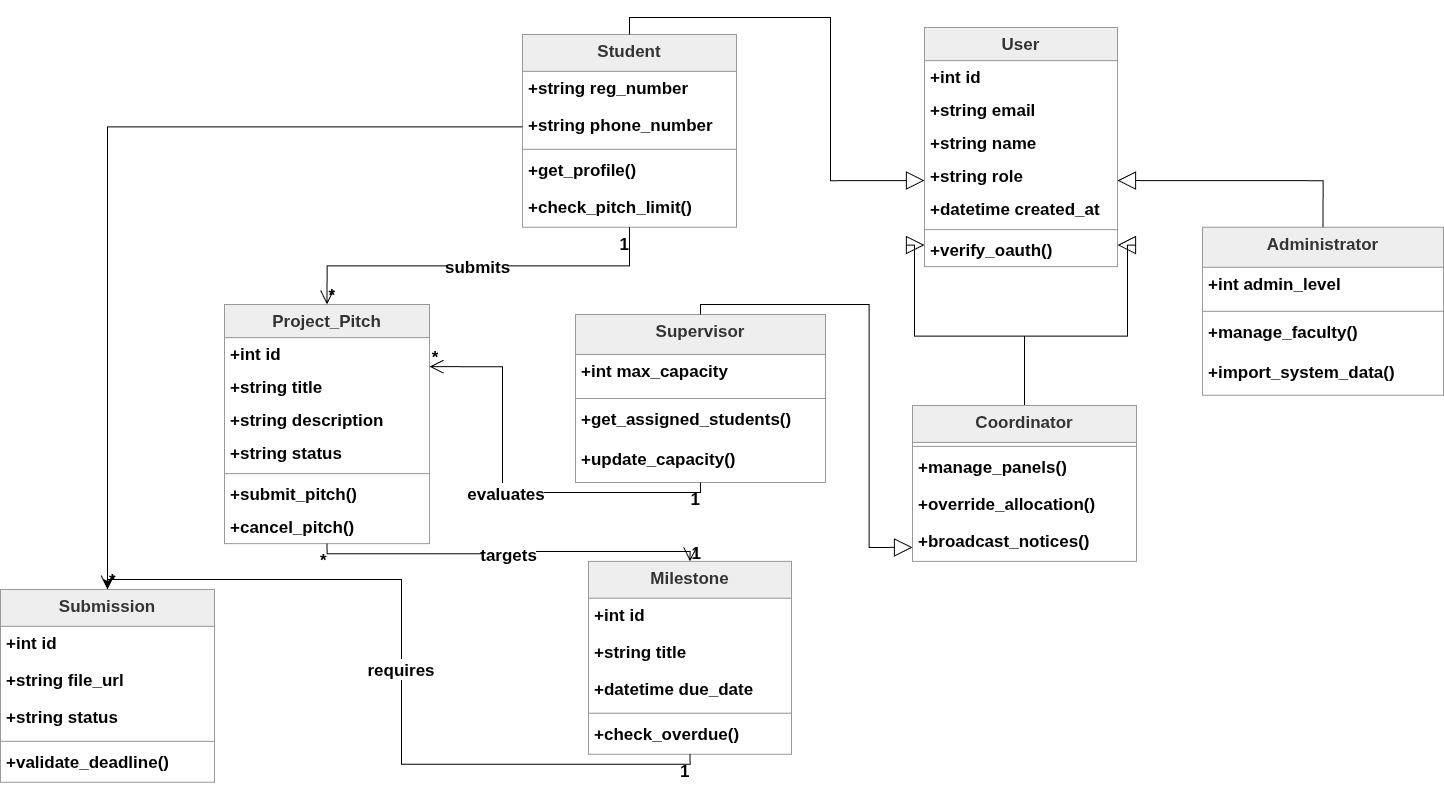 Student
+string reg_number
+string phone_number
+get_profile()
+check_pitch_limit()
User
+int id
+string email
+string name
+string role
+datetime created_at
+verify_oauth()
Administrator
+int admin_level
+manage_faculty()
+import_system_data()
1
submits
*
Project_Pitch
+int id
+string title
+string description
+string status
+submit_pitch()
+cancel_pitch()
*
Supervisor
+int max_capacity
+get_assigned_students()
+update_capacity()
evaluates
1
Coordinator
+manage_panels()
+override_allocation()
+broadcast_notices()
*
targets
1
Milestone
+int id
+string title
+datetime due_date
+check_overdue()
*
Submission
+int id
+string file_url
+string status
+validate_deadline()
requires
1